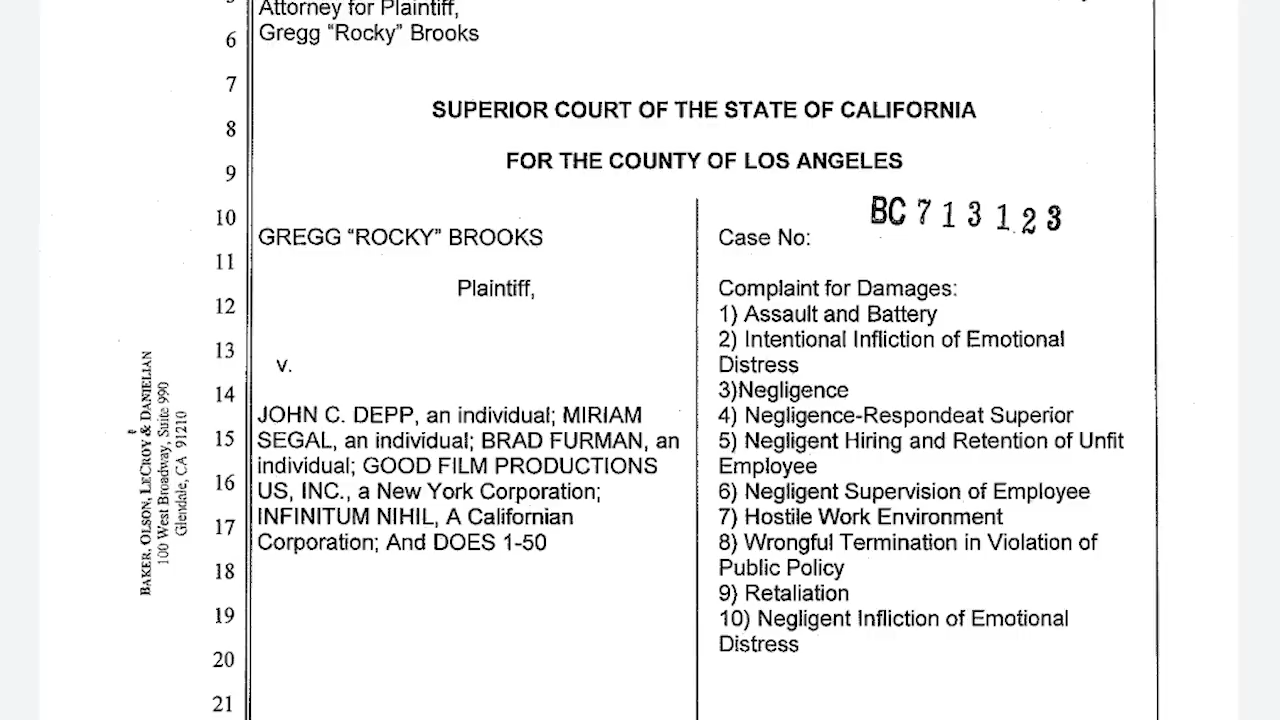 Attorney for Plaintiff,
6 Gregg “Rocky” Brooks
7
SUPERIOR COURT OF THE STATE OF CALIFORNIA
8
FOR THE COUNTY OF LOS ANGELES
9
BC713123
10
GREGG “ROCKY” BROOKS
Case No:
11
Plaintiff,
Complaint for Damages:
12
1) Assault and Battery
2) Intentional Infliction of Emotional
13
v.
Distress
3)Negligence
14
JOHN C. DEPP, an individual; MIRIAM
4) Negligence-Respondeat Superior
15
SEGAL, an individual; BRAD FURMAN, an
5) Negligent Hiring and Retention of Unfit
individual; GOOD FILM PRODUCTIONS
Employee
16
US, INC., a New York Corporation;
6) Negligent Supervision of Employee
INFINITUM NIHIL, A Californian
7) Hostile Work Environment
17
Corporation; And DOES 1-50
8) Wrongful Termination in Violation of
Public Policy
18
9) Retaliation
19
10) Negligent Infliction of Emotional
Distress
20
21
BAKER, OLSON, LECROY & DANIELIAN
100 West Broadway, Suite 990
Glendale, CA 91210